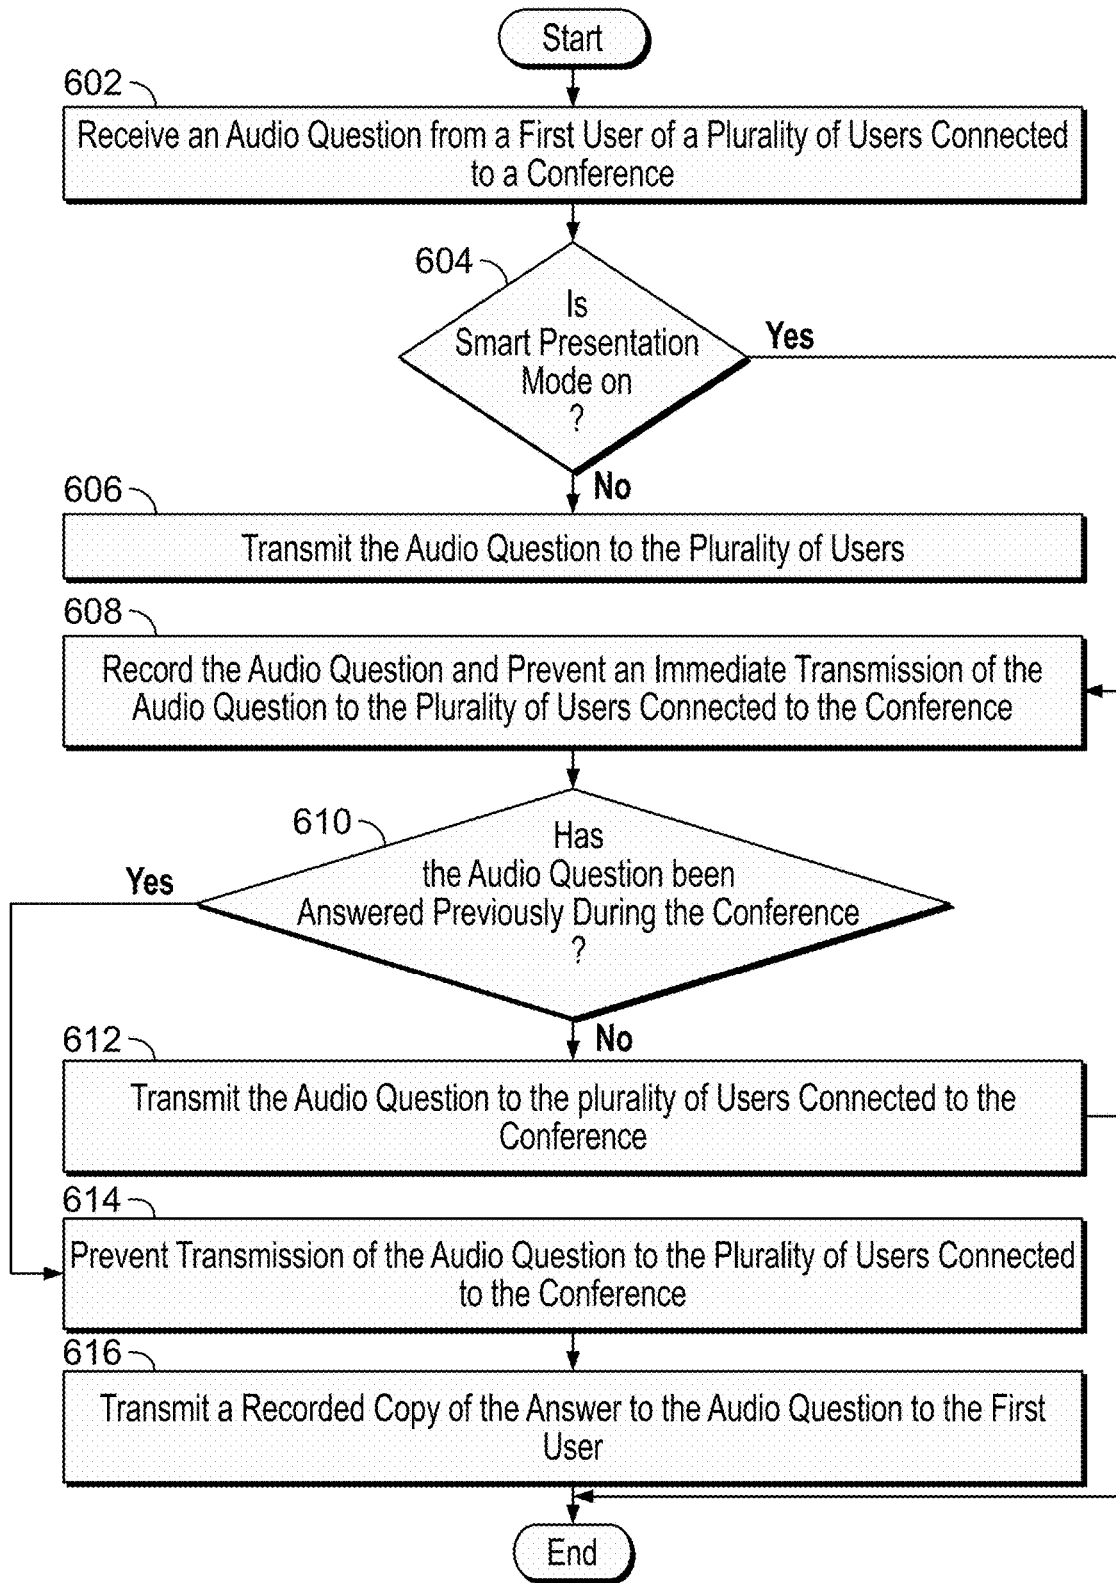 Start
602
Receive an Audio Question from a First User of a Plurality of Users Connected
to a Conference
604
Is
Smart Presentation
Mode on
?
Yes
No
606
Transmit the Audio Question to the Plurality of Users
608
Record the Audio Question and Prevent an Immediate Transmission of the
Audio Question to the Plurality of Users Connected to the Conference
610
Has
the Audio Question been
Answered Previously During the Conference
?
Yes
No
612
Transmit the Audio Question to the plurality of Users Connected to the
Conference
614
Prevent Transmission of the Audio Question to the Plurality of Users Connected
to the Conference
616
Transmit a Recorded Copy of the Answer to the Audio Question to the First
User
End